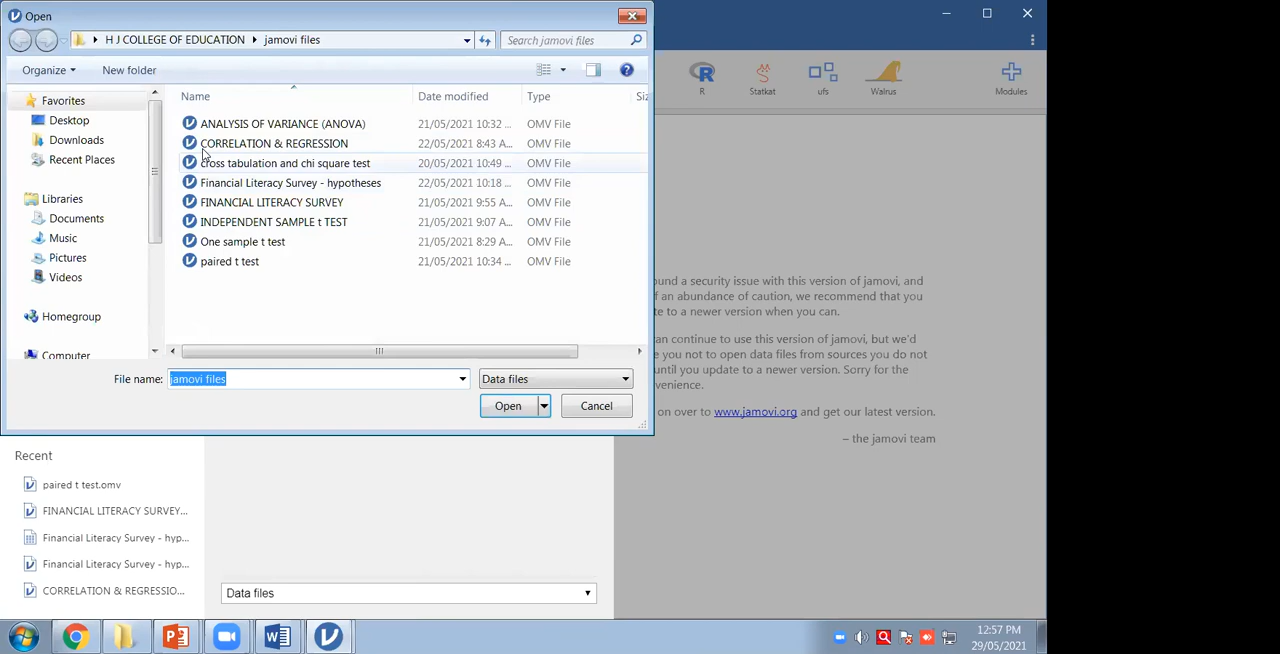 Open
H J COLLEGE OF EDUCATION
jamovi files
Search jamovi files
Organize
New folder
Name
Date modified
Type
Favorites
Desktop
Downloads
Recent Places
Libraries
Documents
Music
Pictures
Videos
Homegroup
Computer
ANALYSIS OF VARIANCE (ANOVA) 21/05/2021 10:32 ... OMV File
CORRELATION & REGRESSION 22/05/2021 8:43 A... OMV File
cross tabulation and chi square test 20/05/2021 10:49 ... OMV File
Financial Literacy Survey - hypotheses 22/05/2021 10:18 ... OMV File
FINANCIAL LITERACY SURVEY 21/05/2021 9:55 A... OMV File
INDEPENDENT SAMPLE t TEST 21/05/2021 9:07 A... OMV File
One sample t test 21/05/2021 8:29 A... OMV File
paired t test 21/05/2021 10:34 ... OMV File
File name: jamovi files
Data files
Open
Cancel
R
Statkat
ufs
Walrus
Modules
und a security issue with this version of jamovi, and
f an abundance of caution, we recommend that you
te to a newer version when you can.
can continue to use this version of jamovi, but we'd
e you not to open data files from sources you do not
until you update to a newer version. Sorry for the
venience.
on over to www.jamovi.org and get our latest version.
– the jamovi team
Recent
paired t test.omv
FINANCIAL LITERACY SURVEY...
Financial Literacy Survey - hyp...
Financial Literacy Survey - hyp...
CORRELATION & REGRESSIO...
Data files
12:57 PM
29/05/2021